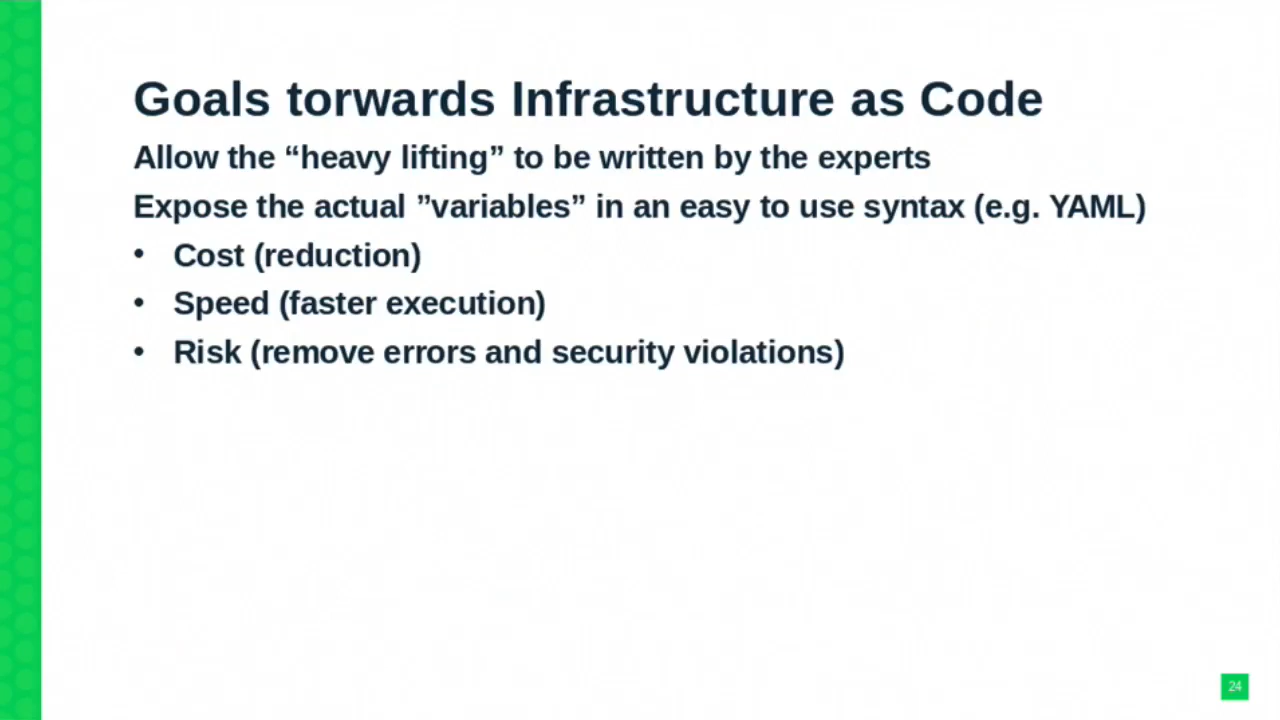 Goals torwards Infrastructure as Code
Allow the “heavy lifting” to be written by the experts
Expose the actual ”variables” in an easy to use syntax (e.g. YAML)
• Cost (reduction)
• Speed (faster execution)
• Risk (remove errors and security violations)
24